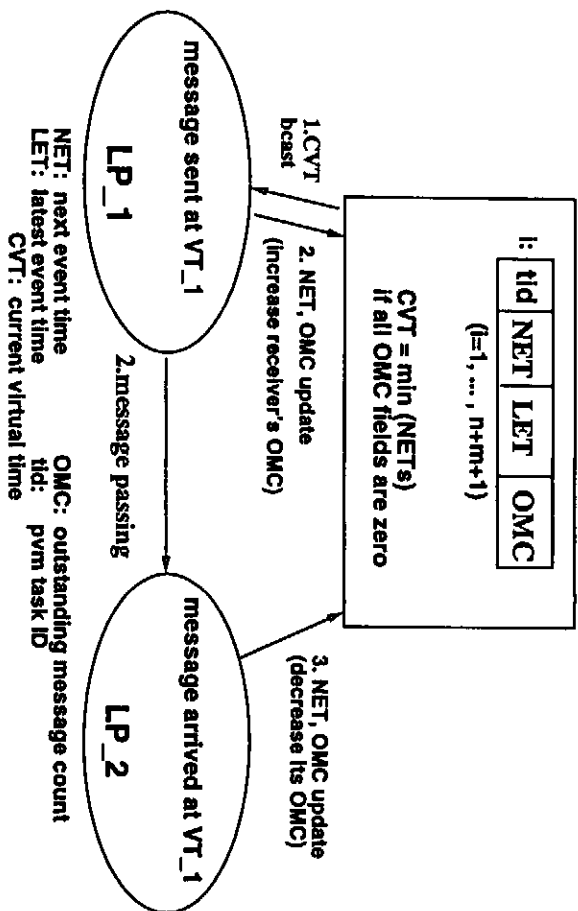 i: tid NET LET OMC
(i=1, ... , n+m+1)
CVT = min (NETs)
if all OMC fields are zero
1.CVT
bcast
2. NET, OMC update
(increase receiver's OMC)
3. NET, OMC update
(decrease its OMC)
message sent at VT_1
LP_1
2.message passing
message arrived at VT_1
LP_2
NET: next event time
LET: latest event time
CVT: current virtual time
OMC: outstanding message count
tid: pvm task ID